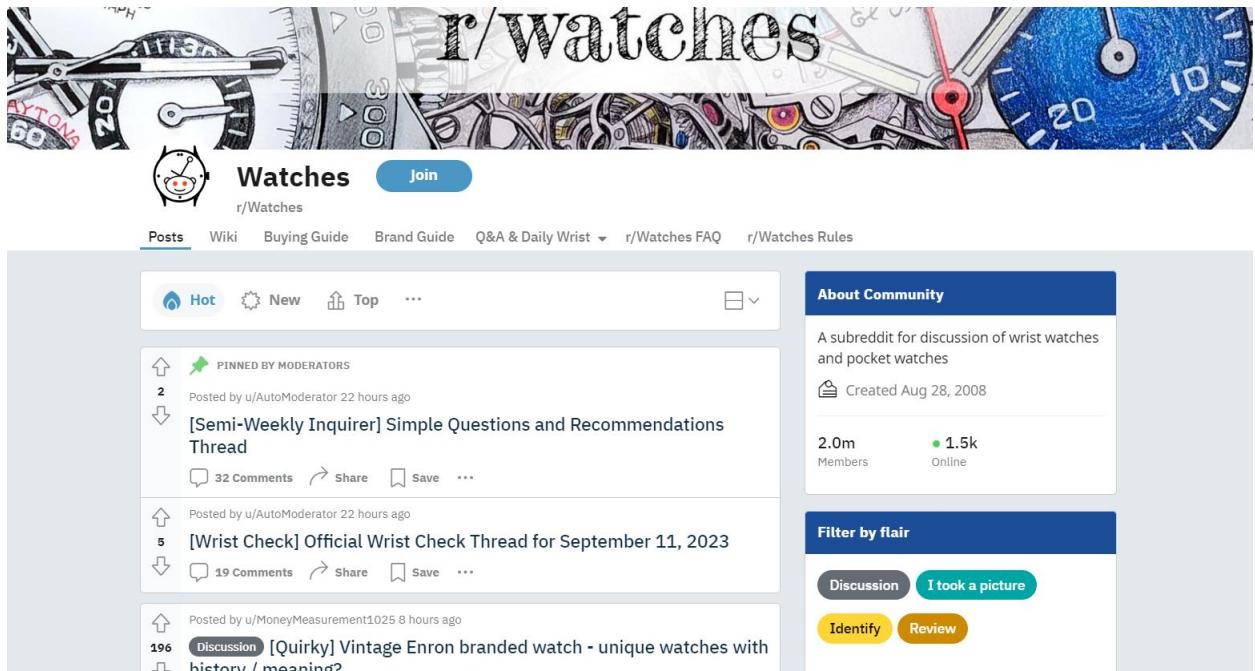 r/watches
DAYTONA
60
20
300
20
10
Watches
Join
r/Watches
Posts Wiki Buying Guide Brand Guide Q&A & Daily Wrist r/Watches FAQ r/Watches Rules
Hot New Top ...
PINNED BY MODERATORS
2
Posted by u/AutoModerator 22 hours ago
[Semi-Weekly Inquirer] Simple Questions and Recommendations
Thread
32 Comments Share Save ...
Posted by u/AutoModerator 22 hours ago
5
[Wrist Check] Official Wrist Check Thread for September 11, 2023
19 Comments Share Save ...
Posted by u/MoneyMeasurement1025 8 hours ago
196
Discussion [Quirky] Vintage Enron branded watch - unique watches with
history / meaning?
About Community
A subreddit for discussion of wrist watches
and pocket watches
Created Aug 28, 2008
2.0m 1.5k
Members Online
Filter by flair
Discussion I took a picture
Identify Review